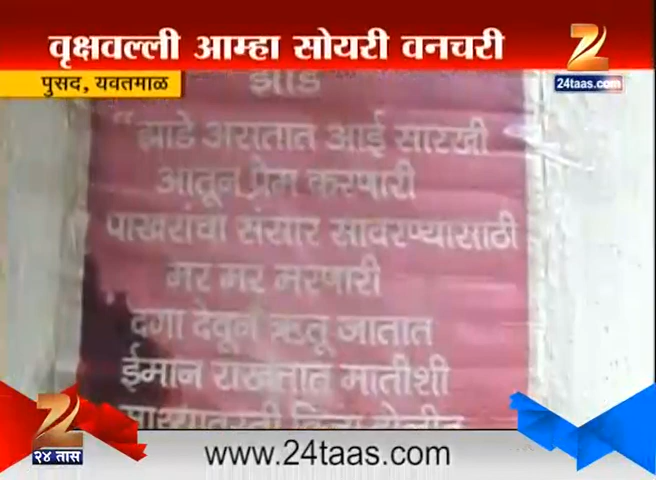 वृक्षवल्ली आम्हा सोयरी वनचरी
24taas.com
पुसद, यवतमाळ
झाड
"झाडे असतात आई सारखी
आतून प्रेम करणारी
पाखरांचा संसार सावरण्यासाठी
मर मर मरणारी
दगा देवून ऋतू जातात
ईमान राखतात मातीशी
२४ तास
www.24taas.com